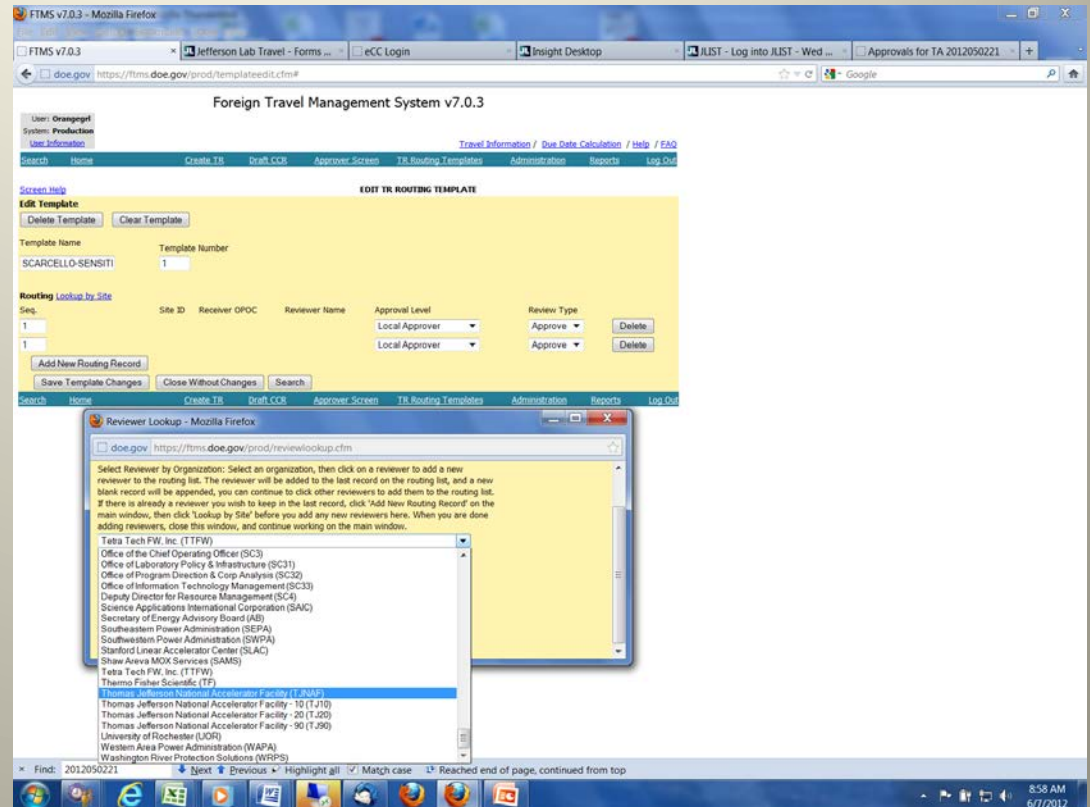 FTMS v7.0.3 - Mozilla Firefox
FTMS v7.0.3 × Jefferson Lab Travel - Forms ... × eCC Login × Insight Desktop × JLIST - Log into JLIST - Wed ... × Approvals for TA 2012050221 × +
doe.gov https://ftms.doe.gov/prod/templateedit.cfm# Google
Foreign Travel Management System v7.0.3
User: Orangegrl
System: Production
User Information
Travel Information / Due Date Calculation / Help / FAQ
Search Home Create TR Draft CCR Approver Screen TR Routing Templates Administration Reports Log Out
Screen Help EDIT TR ROUTING TEMPLATE
Edit Template
Delete Template Clear Template
Template Name Template Number
SCARCELLO-SENSITI 1
Routing Lookup by Site
Seq. Site ID Receiver OPOC Reviewer Name Approval Level Review Type
1 Local Approver Approve Delete
1 Local Approver Approve Delete
Add New Routing Record
Save Template Changes Close Without Changes Search
Search Home Create TR Draft CCR Approver Screen TR Routing Templates Administration Reports Log Out
Reviewer Lookup - Mozilla Firefox
doe.gov https://ftms.doe.gov/prod/reviewlookup.cfm
Select Reviewer by Organization: Select an organization, then click on a reviewer to add a new
reviewer to the routing list. The reviewer will be added to the last record on the routing list, and a new
blank record will be appended, you can continue to click other reviewers to add them to the routing list.
If there is already a reviewer you wish to keep in the last record, click 'Add New Routing Record' on the
main window, then click 'Lookup by Site' before you add any new reviewers here. When you are done
adding reviewers, close this window, and continue working on the main window.
Tetra Tech FW, Inc. (TTFW)
Office of the Chief Operating Officer (SC3)
Office of Laboratory Policy & Infrastructure (SC31)
Office of Program Direction & Corp Analysis (SC32)
Office of Information Technology Management (SC33)
Deputy Director for Resource Management (SC4)
Science Applications International Corporation (SAIC)
Secretary of Energy Advisory Board (AB)
Southeastern Power Administration (SEPA)
Southwestern Power Administration (SWPA)
Stanford Linear Accelerator Center (SLAC)
Shaw Areva MOX Services (SAMS)
Tetra Tech FW, Inc. (TTFW)
Thermo Fisher Scientific (TF)
Thomas Jefferson National Accelerator Facility (TJNAF)
Thomas Jefferson National Accelerator Facility - 10 (TJ10)
Thomas Jefferson National Accelerator Facility - 20 (TJ20)
Thomas Jefferson National Accelerator Facility - 90 (TJ90)
University of Rochester (UOR)
Western Area Power Administration (WAPA)
Washington River Protection Solutions (WRPS)
× Find: 2012050221 Next Previous Highlight all Match case Reached end of page, continued from top
8:58 AM
6/7/2012